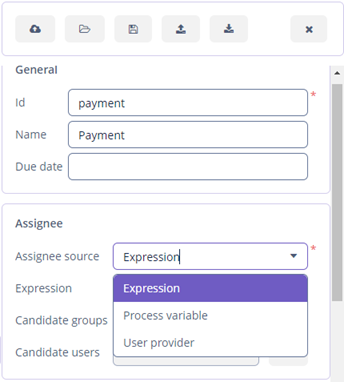 General
Id payment *
Name Payment
Due date
Assignee
Assignee source Expression *
Expression Expression
Candidate groups Process variable
Candidate users User provider